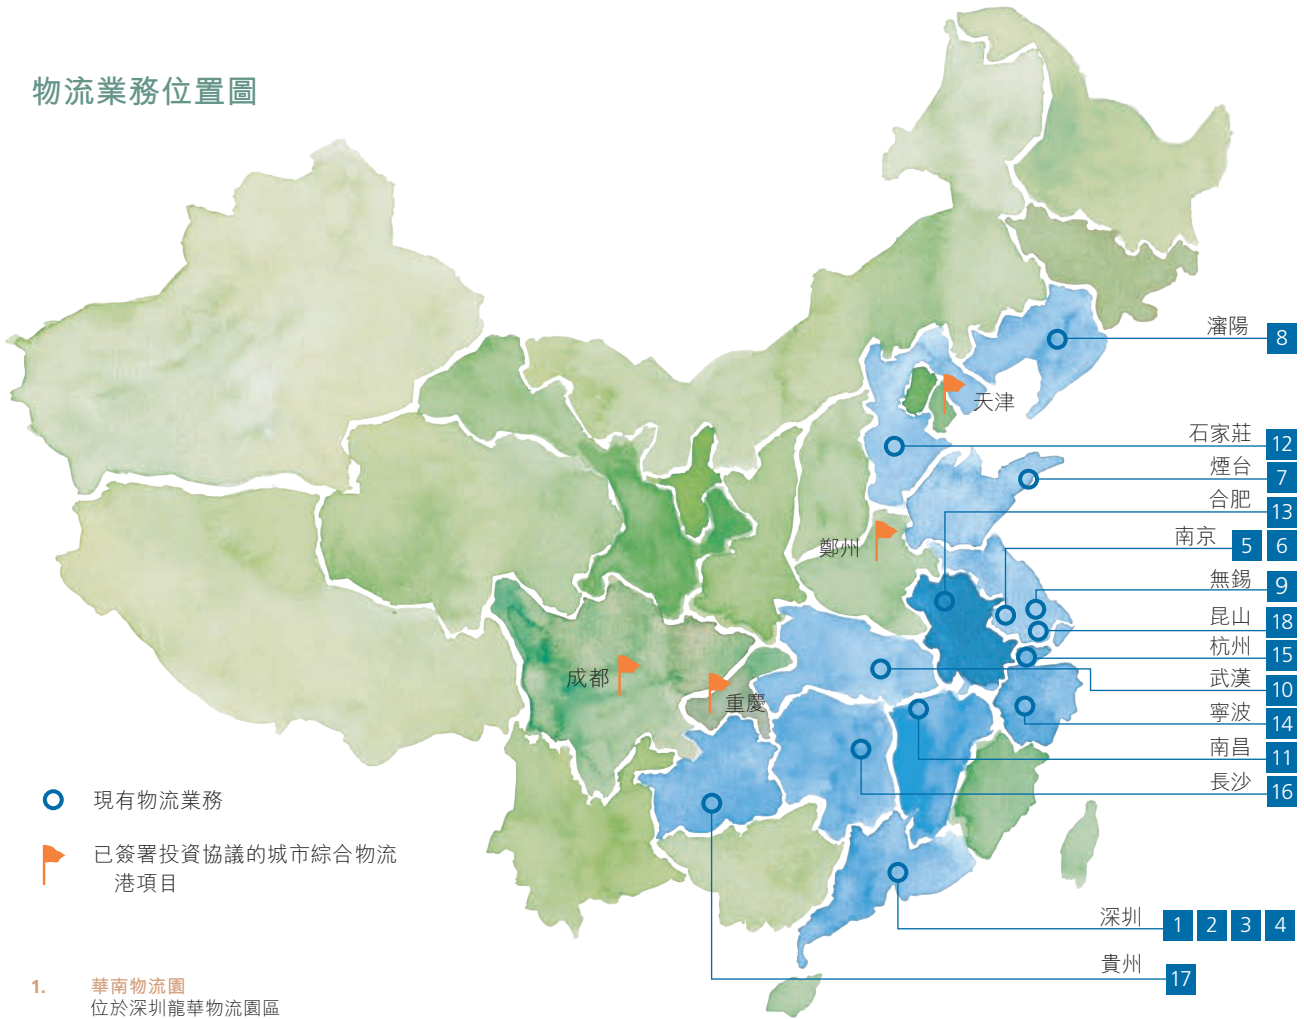 物流業務位置圖
瀋陽 8
天津
石家莊 12
煙台 7
合肥 13
南京 5 6
鄭州
無錫 9
昆山 18
杭州 15
成都
武漢 10
重慶
寧波 14
南昌 11
長沙 16
現有物流業務
已簽署投資協議的城市綜合物流
港項目
深圳 1 2 3 4
貴州 17
1. 華南物流園
位於深圳龍華物流園區